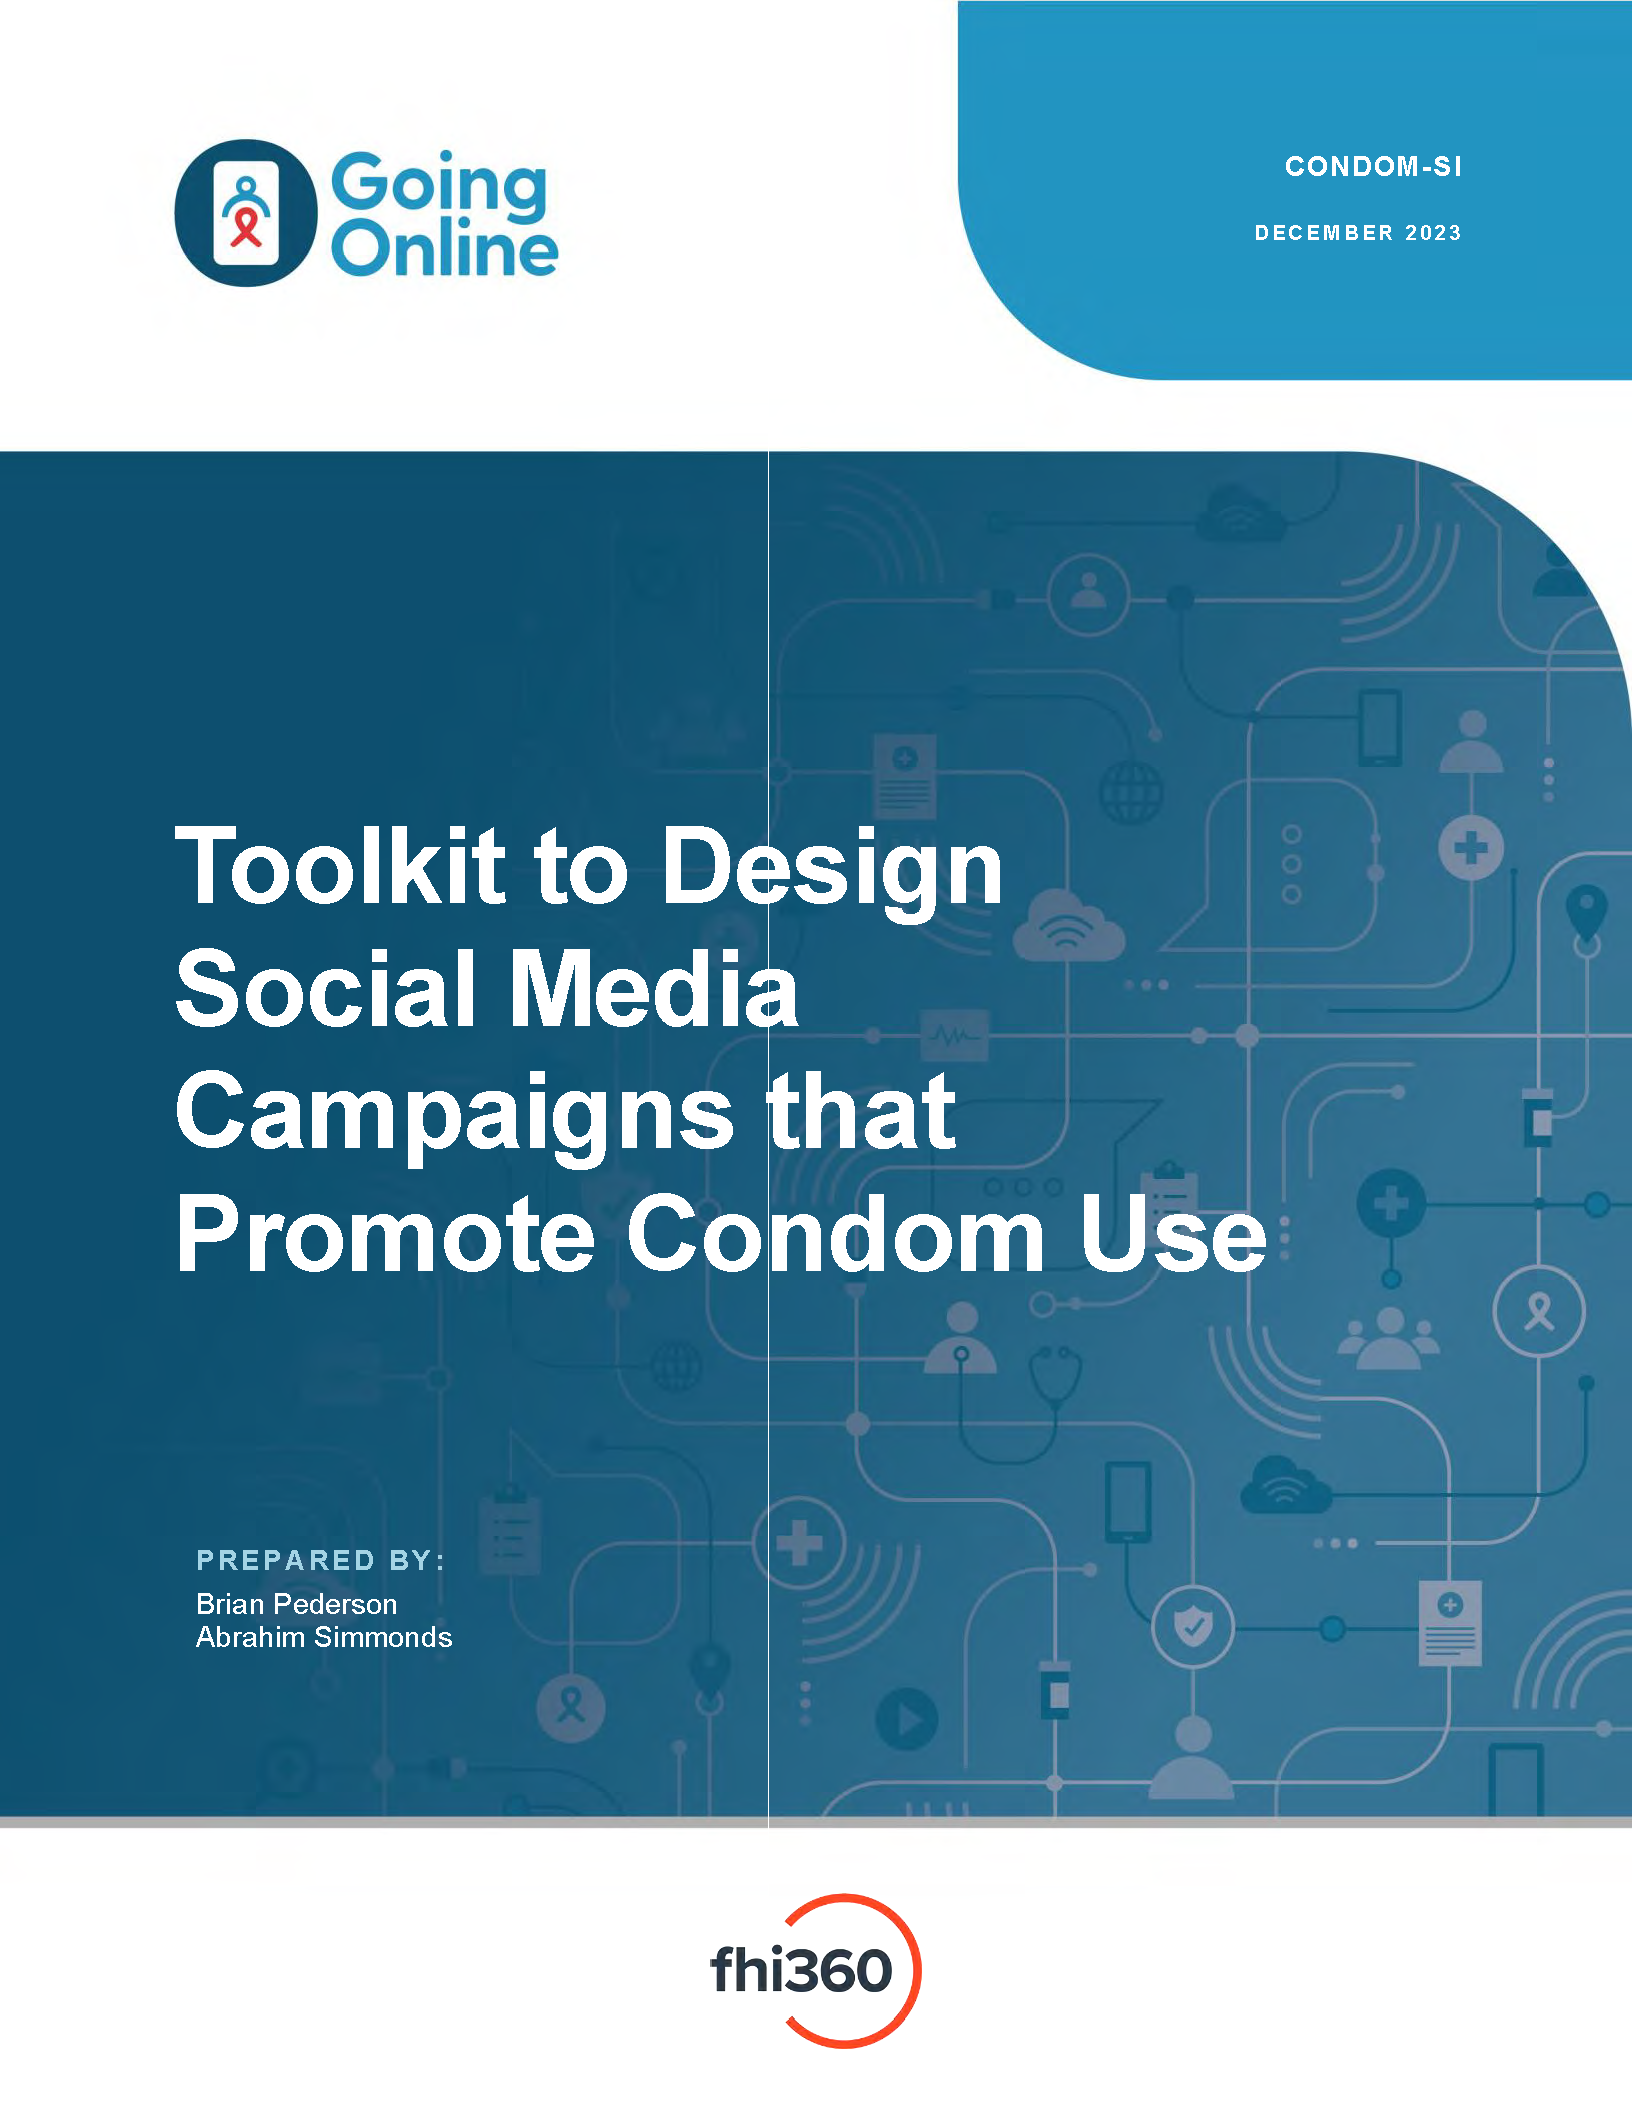 Going
Online
CONDOM-SI
DECEMBER 2023
Toolkit to Design
Social Media
Campaigns that
Promote Condom Use
PREPARED BY:
Brian Pederson
Abrahim Simmonds
fhi360